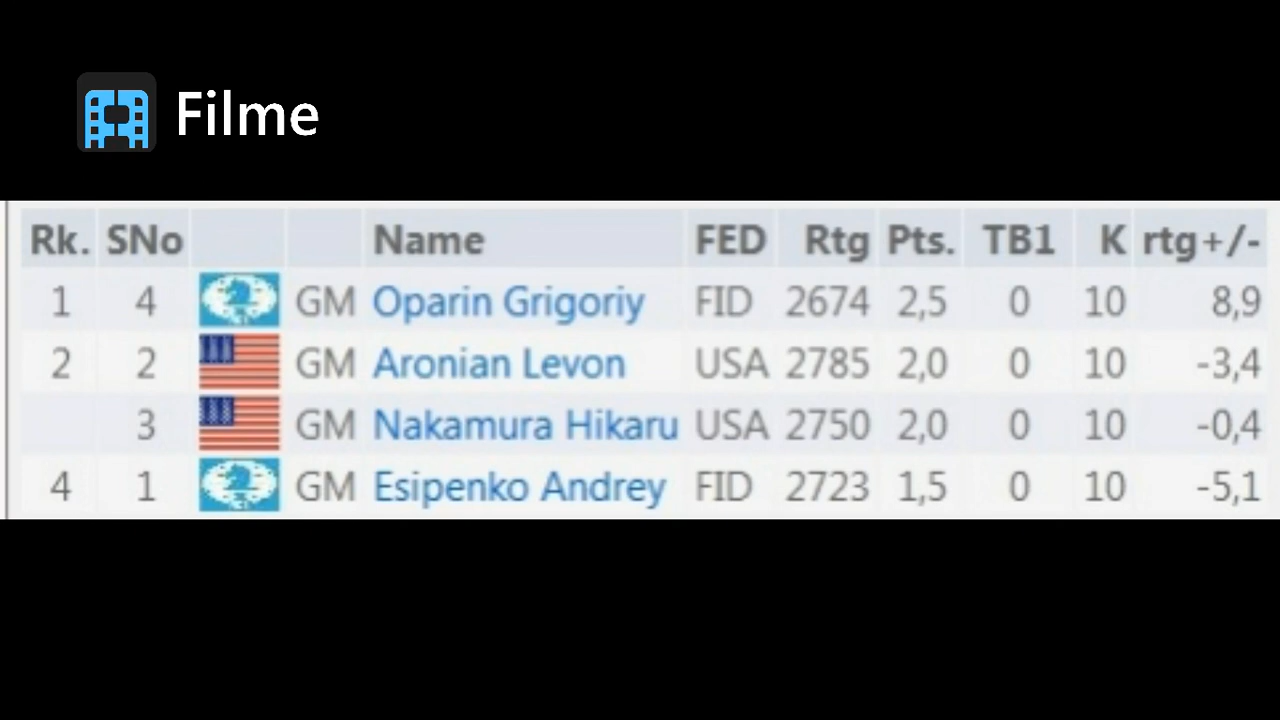 Filme
Rk. SNo Name FED Rtg Pts. TB1 K rtg+/-
1 4 GM Oparin Grigoriy FID 2674 2,5 0 10 8,9
2 2 GM Aronian Levon USA 2785 2,0 0 10 -3,4
3 GM Nakamura Hikaru USA 2750 2,0 0 10 -0,4
4 1 GM Esipenko Andrey FID 2723 1,5 0 10 -5,1